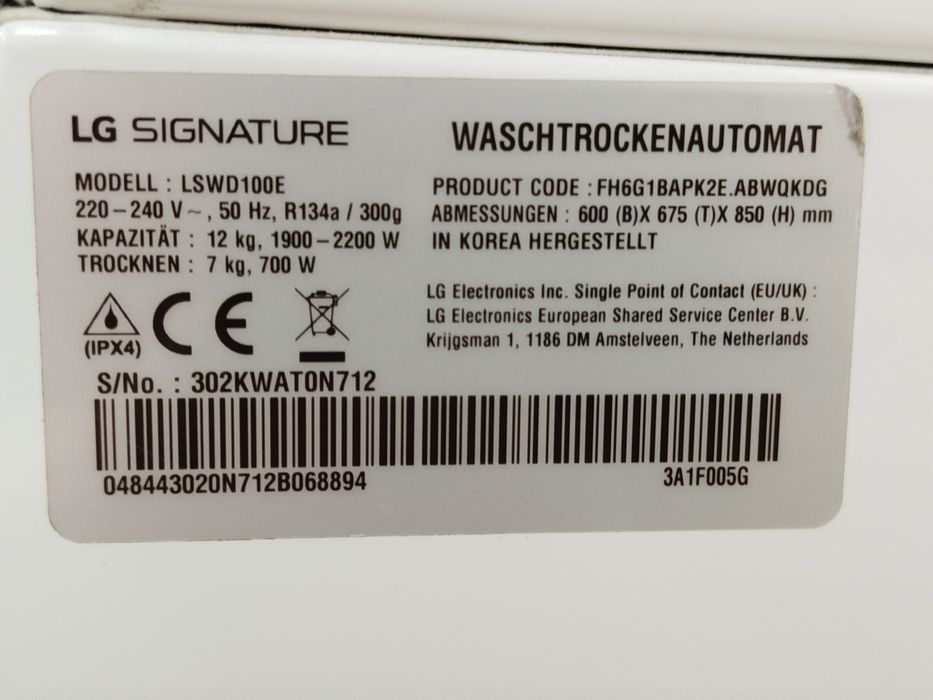 LG SIGNATURE
WASCHTROCKENAUTOMAT
MODELL : LSWD100E
220–240 V~, 50 Hz, R134a / 300g
KAPAZITÄT : 12 kg, 1900–2200 W
TROCKNEN : 7 kg, 700 W
PRODUCT CODE : FH6G1BAPK2E.ABWQKDG
ABMESSUNGEN : 600 (B)X 675 (T)X 850 (H) mm
IN KOREA HERGESTELLT
LG Electronics Inc. Single Point of Contact (EU/UK) :
LG Electronics European Shared Service Center B.V.
Krijgsman 1, 1186 DM Amstelveen, The Netherlands
(IPX4)
CE
S/No. : 302KWAT0N712
048443020N712B068894
3A1F005G